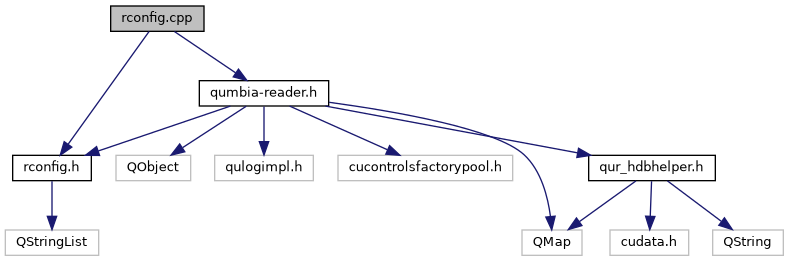 rconfig.cpp
qumbia-reader.h
rconfig.h
QObject
qulogimpl.h
cucontrolsfactorypool.h
qur_hdbhelper.h
QStringList
QMap
cudata.h
QString